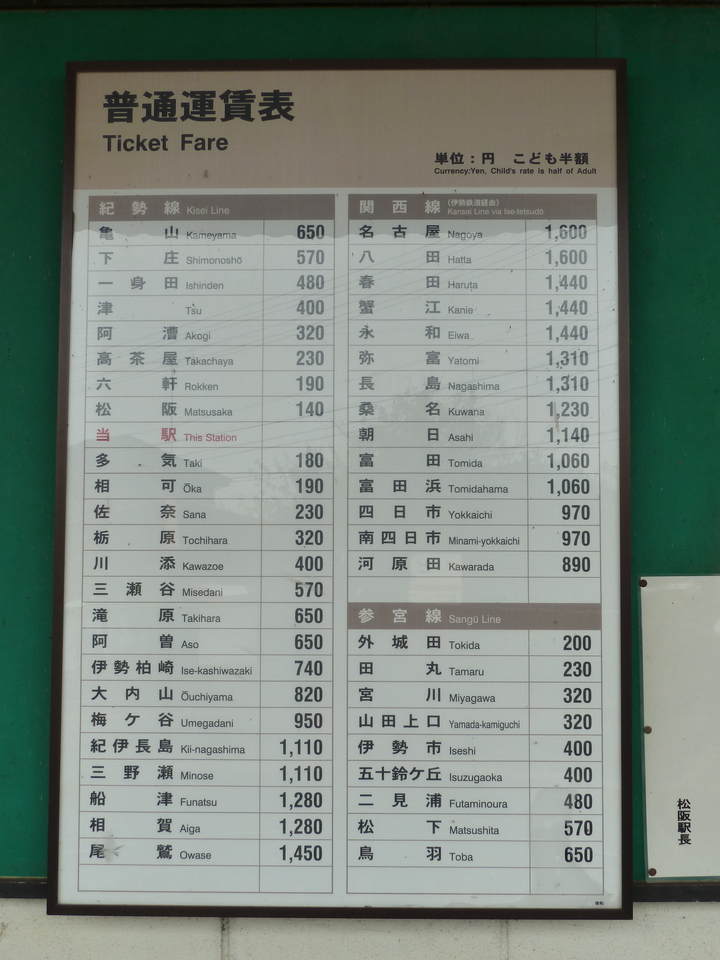 普通運賃表
Ticket Fare
単位：円 こども半額
Currency:Yen, Child's rate is half of Adult
紀勢線 Kisei Line
亀山 Kameyama 650
下庄 Shimonoshō 570
一身田 Ishinden 480
津 Tsu 400
阿漕 Akogi 320
高茶屋 Takachaya 230
六軒 Rokken 190
松阪 Matsusaka 140
当駅 This Station
多気 Taki 180
相可 Ōka 190
佐奈 Sana 230
栃原 Tochihara 320
川添 Kawazoe 400
三瀬谷 Misedani 570
滝原 Takihara 650
阿曽 Aso 650
伊勢柏崎 Ise-kashiwazaki 740
大内山 Ōuchiyama 820
梅ケ谷 Umegadani 950
紀伊長島 Kii-nagashima 1,110
三野瀬 Minose 1,110
船津 Funatsu 1,280
相賀 Aiga 1,280
尾鷲 Owase 1,450
関西線 (伊勢鉄道経由) Kansai Line via Ise-tetsudō
名古屋 Nagoya 1,600
八田 Hatta 1,600
春田 Haruta 1,440
蟹江 Kanie 1,440
永和 Eiwa 1,440
弥富 Yatomi 1,310
長島 Nagashima 1,310
桑名 Kuwana 1,230
朝日 Asahi 1,140
富田 Tomida 1,060
富田浜 Tomidahama 1,060
四日市 Yokkaichi 970
南四日市 Minami-yokkaichi 970
河原田 Kawarada 890
参宮線 Sangū Line
外城田 Tokida 200
田丸 Tamaru 230
宮川 Miyagawa 320
山田上口 Yamada-kamiguchi 320
伊勢市 Iseshi 400
五十鈴ケ丘 Isuzugaoka 400
二見浦 Futaminoura 480
松下 Matsushita 570
鳥羽 Toba 650
松阪駅長